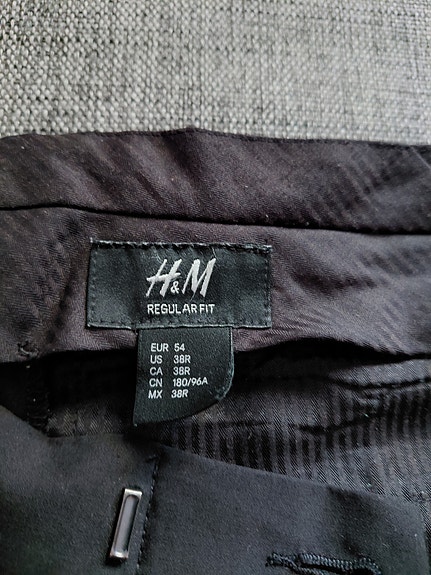 H&M
REGULAR FIT
EUR 54
US 38R
CA 38R
CN 180/96A
MX 38R